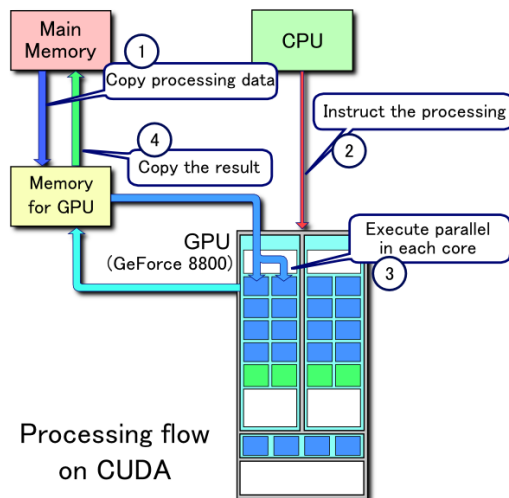 Main
Memory
CPU
1
Copy processing data
Instruct the processing
2
4
Copy the result
Memory
for GPU
GPU
(GeForce 8800)
Execute parallel
in each core
3
Processing flow
on CUDA